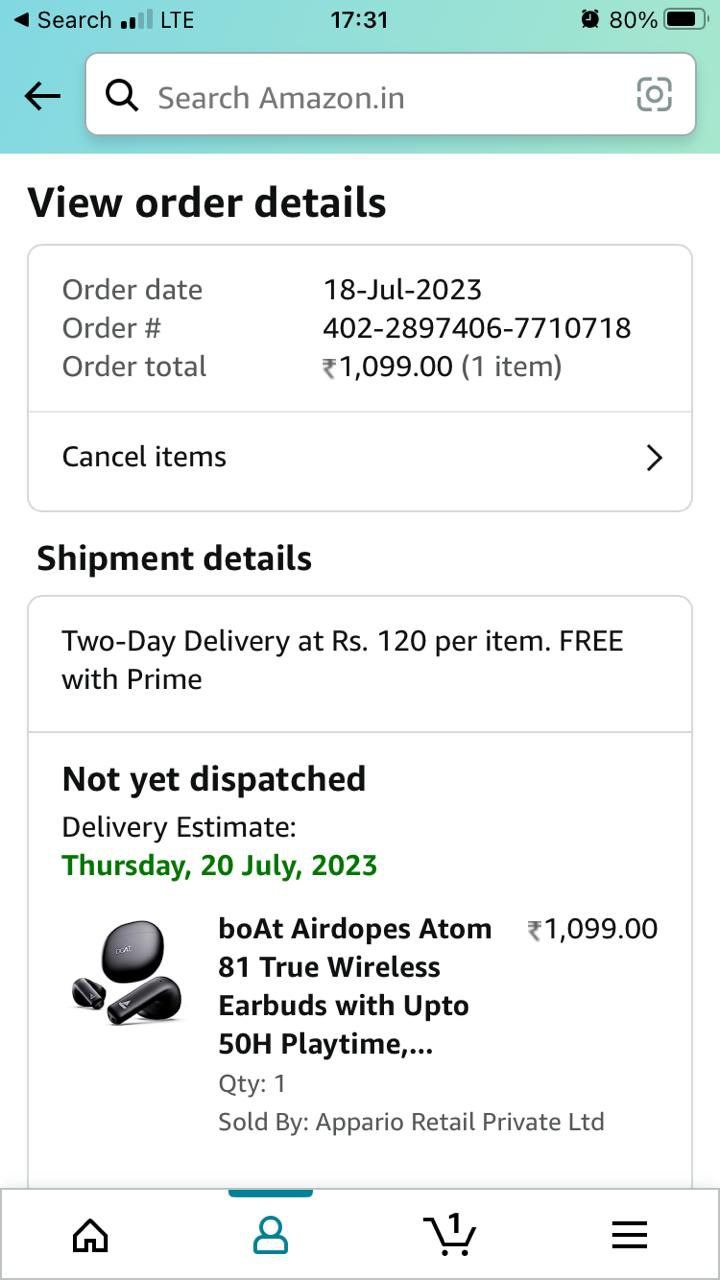 Search LTE 17:31 80%
Search Amazon.in
View order details
Order date 18-Jul-2023
Order # 402-2897406-7710718
Order total ₹1,099.00 (1 item)
Cancel items
Shipment details
Two-Day Delivery at Rs. 120 per item. FREE
with Prime
Not yet dispatched
Delivery Estimate:
Thursday, 20 July, 2023
boAt
boAt Airdopes Atom ₹1,099.00
81 True Wireless
Earbuds with Upto
50H Playtime,...
Qty: 1
Sold By: Appario Retail Private Ltd
1